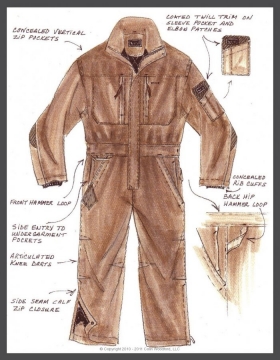 CONCEALED VERTICAL
ZIP POCKETS
COATED TWILL TRIM ON
SLEEVE POCKET AND
ELBOW PATCHES
CONCEALED
RIB CUFFS
BACK HIP
HAMMER LOOP
FRONT HAMMER LOOP
SIDE ENTRY TO
UNDERGARMENT
POCKETS
ARTICULATED
KNEE DARTS
SIDE SEAM CALF
ZIP CLOSURE